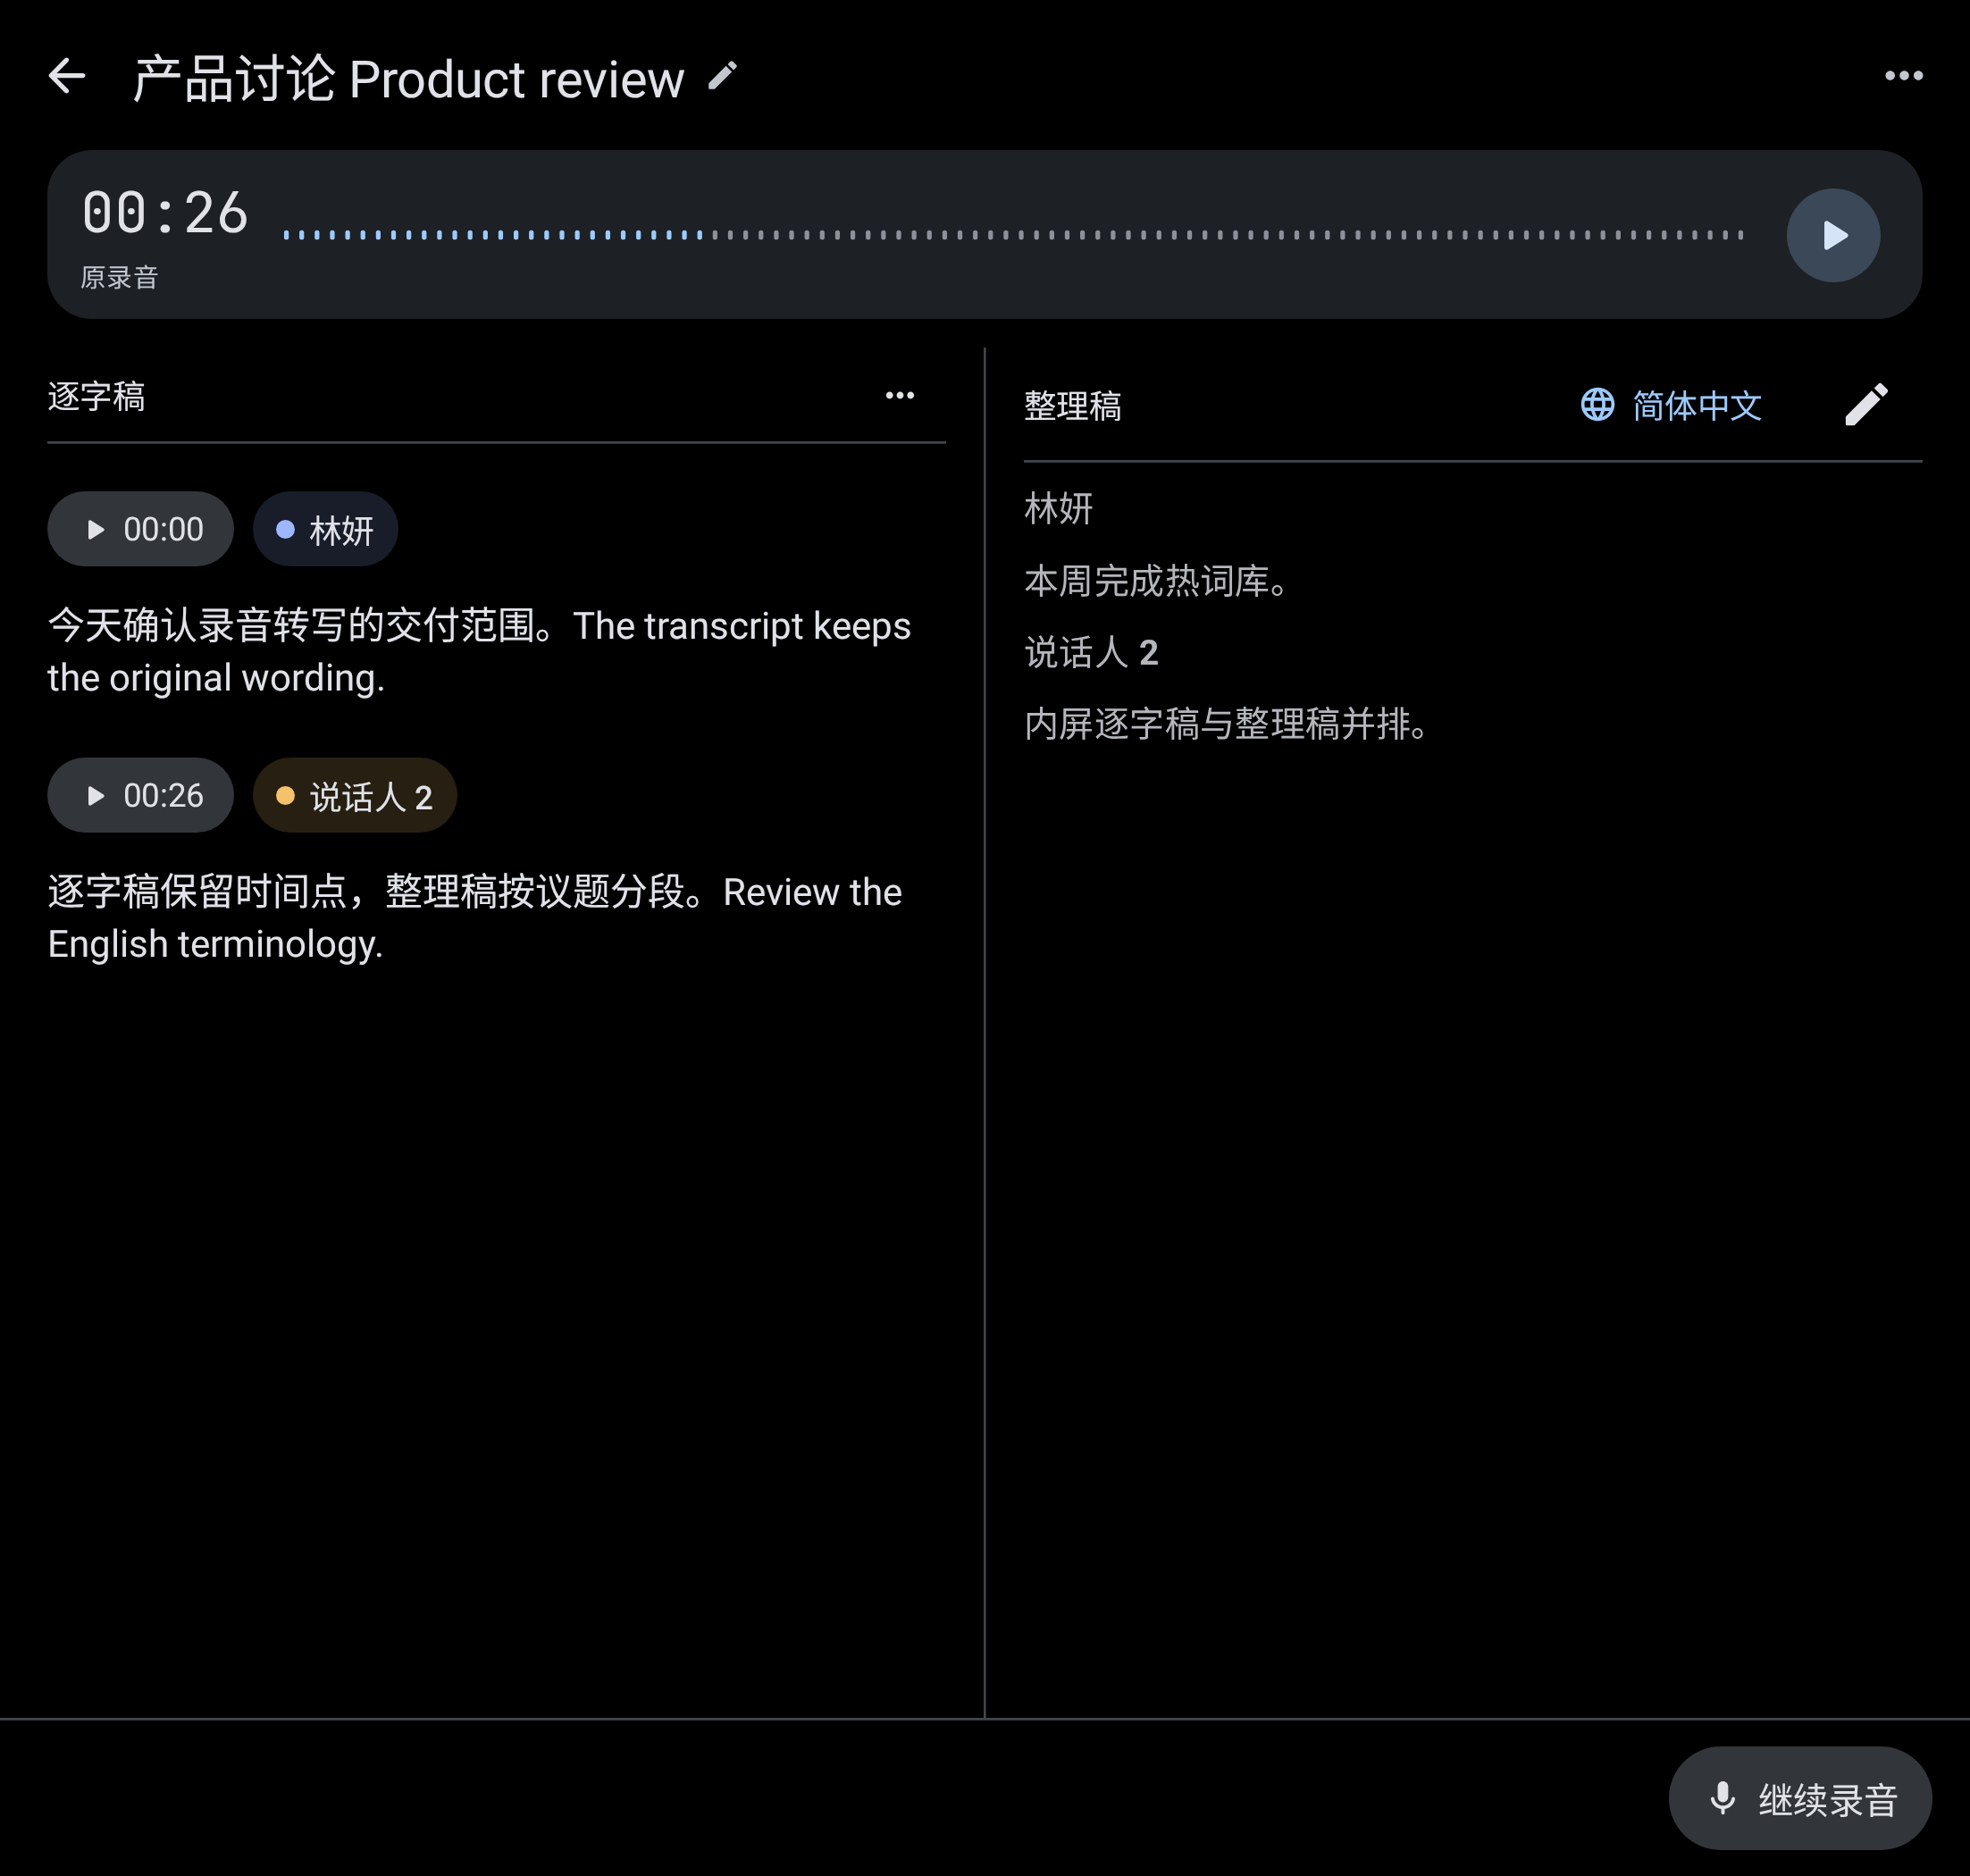 产品讨论 Product review
00:26
原录音
逐字稿
00:00 林妍
今天确认录音转写的交付范围。The transcript keeps
the original wording.
00:26 说话人 2
逐字稿保留时间点，整理稿按议题分段。Review the
English terminology.
整理稿 简体中文
林妍
本周完成热词库。
说话人 2
内屏逐字稿与整理稿并排。
继续录音